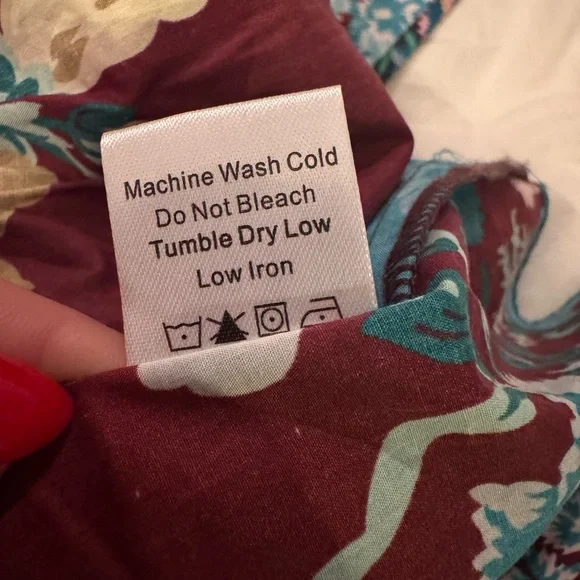 Machine Wash Cold
Do Not Bleach
Tumble Dry Low
Low Iron